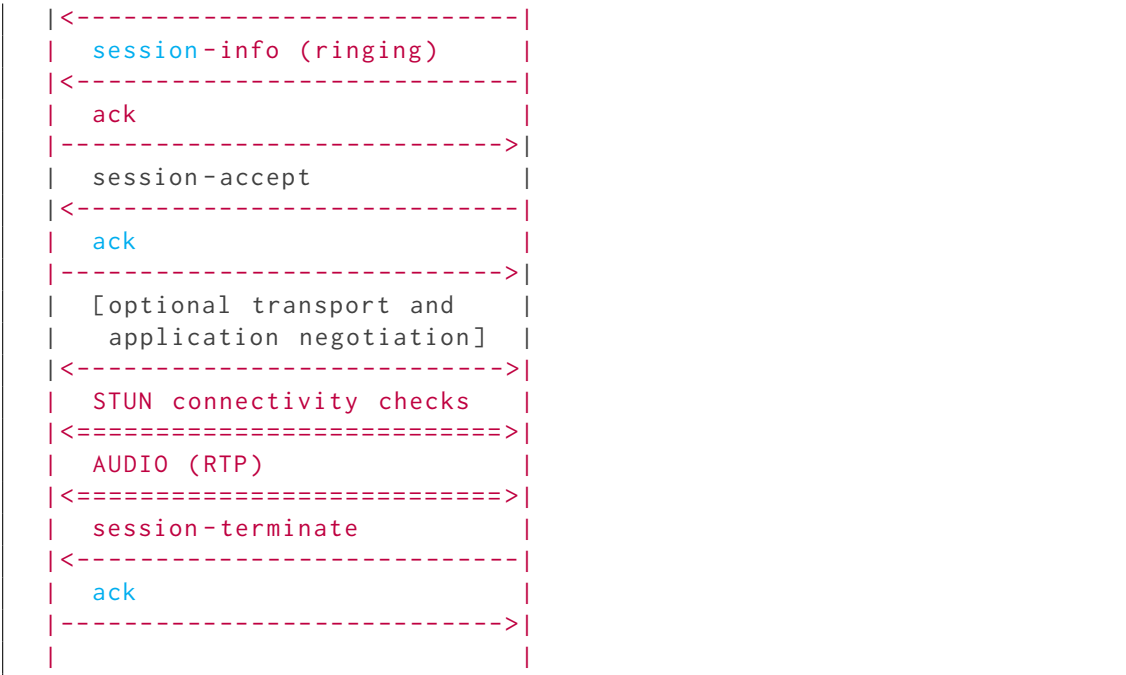 |<----------------------------|
|  session-info (ringing)     |
|<----------------------------|
|  ack                        |
|---------------------------->|
|  session-accept             |
|<----------------------------|
|  ack                        |
|---------------------------->|
|  [optional transport and    |
|   application negotiation]  |
|<--------------------------->|
|  STUN connectivity checks   |
|<===========================>|
|  AUDIO (RTP)                |
|<===========================>|
|  session-terminate          |
|<----------------------------|
|  ack                        |
|---------------------------->|
|                             |